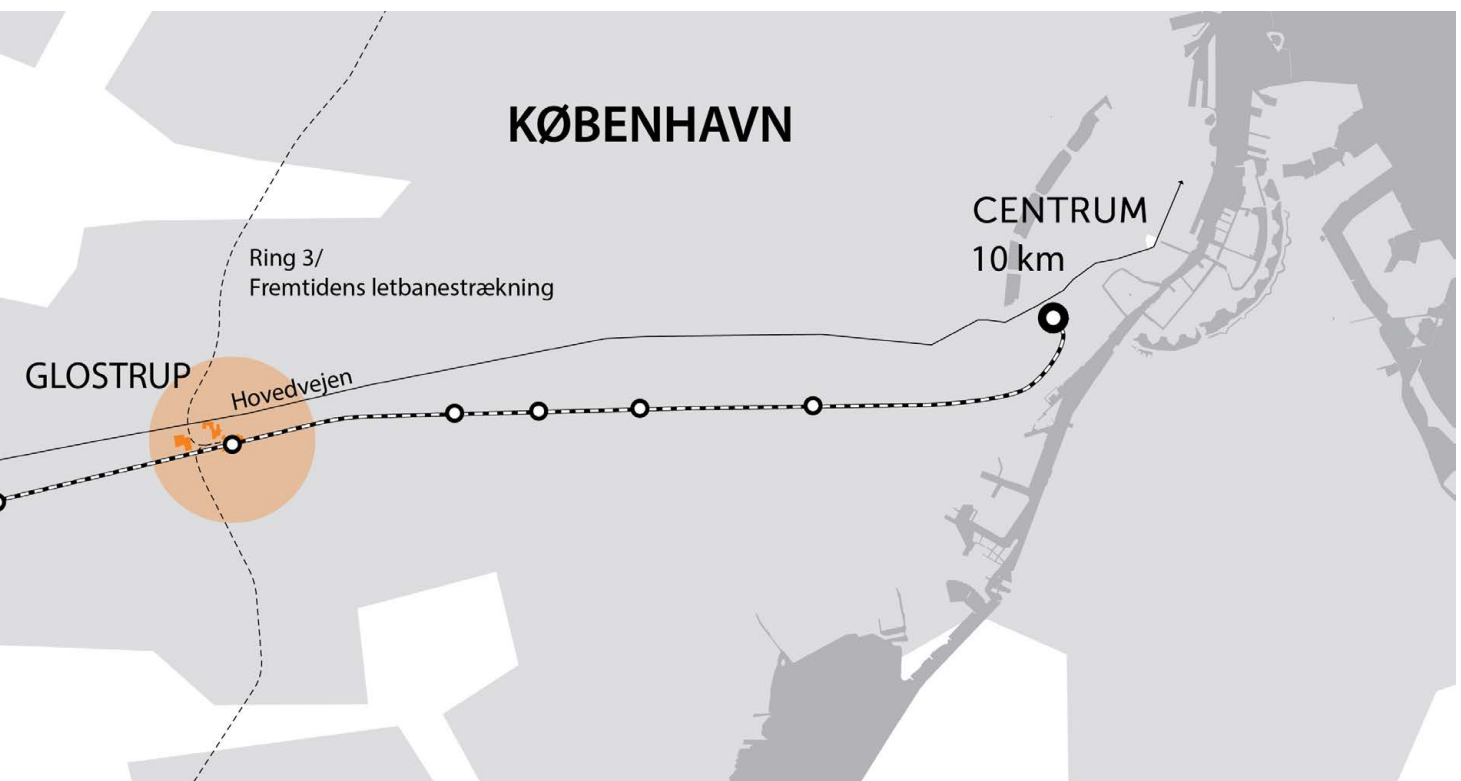 KØBENHAVN
CENTRUM
10 km
Ring 3/
Fremtidens letbanestrækning
GLOSTRUP
Hovedvejen